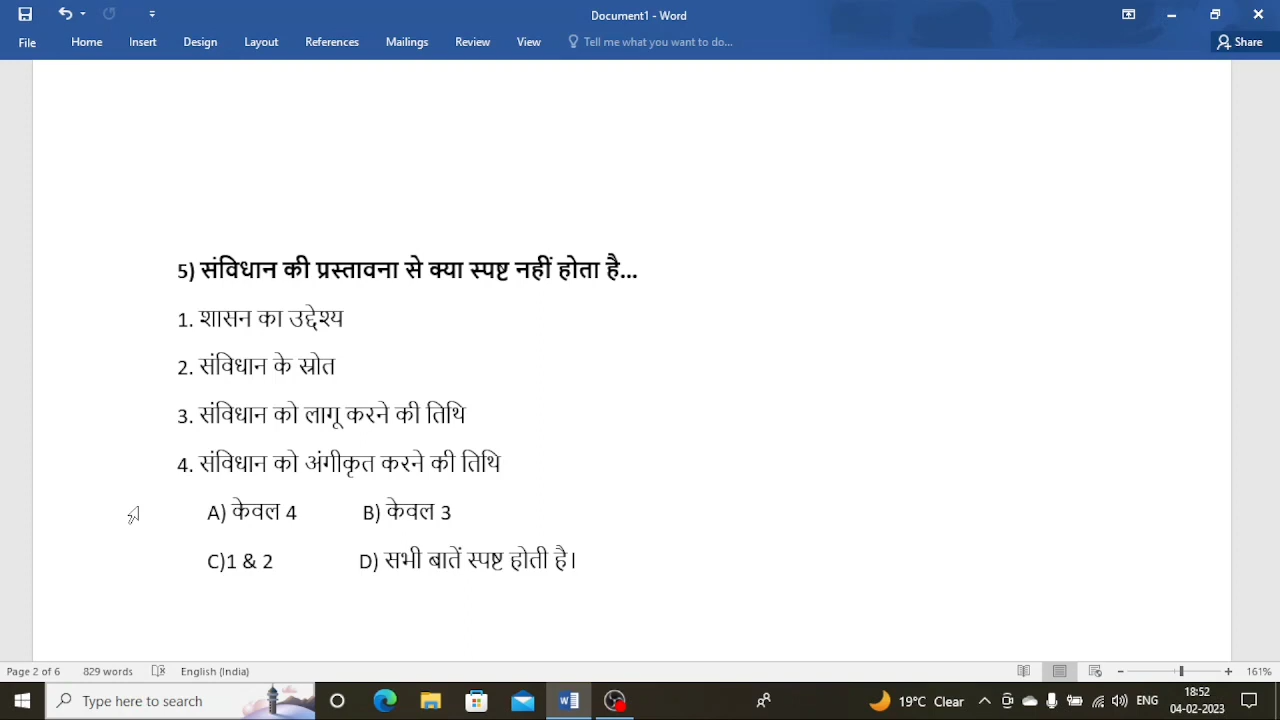 Document1 - Word
File Home Insert Design Layout References Mailings Review View Tell me what you want to do... Share
5) संविधान की प्रस्तावना से क्या स्पष्ट नहीं होता है...
1. शासन का उद्देश्य
2. संविधान के स्रोत
3. संविधान को लागू करने की तिथि
4. संविधान को अंगीकृत करने की तिथि
A) केवल 4 B) केवल 3
C)1 & 2 D) सभी बातें स्पष्ट होती है।
Page 2 of 6 829 words English (India) 161%
Type here to search 19°C Clear ENG 18:52
04-02-2023